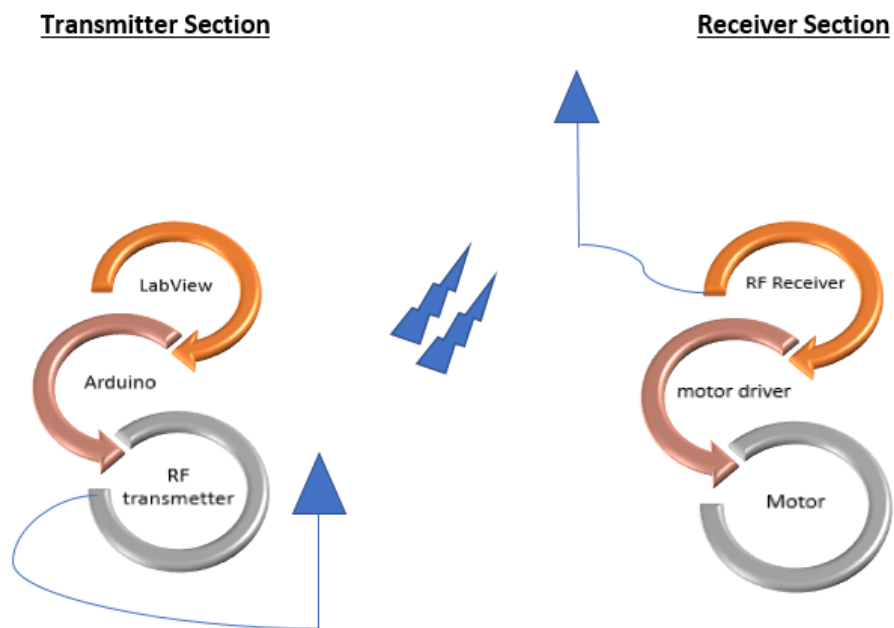 Transmitter Section
Receiver Section
LabView
RF Receiver
Arduino
motor driver
RF
transmetter
Motor